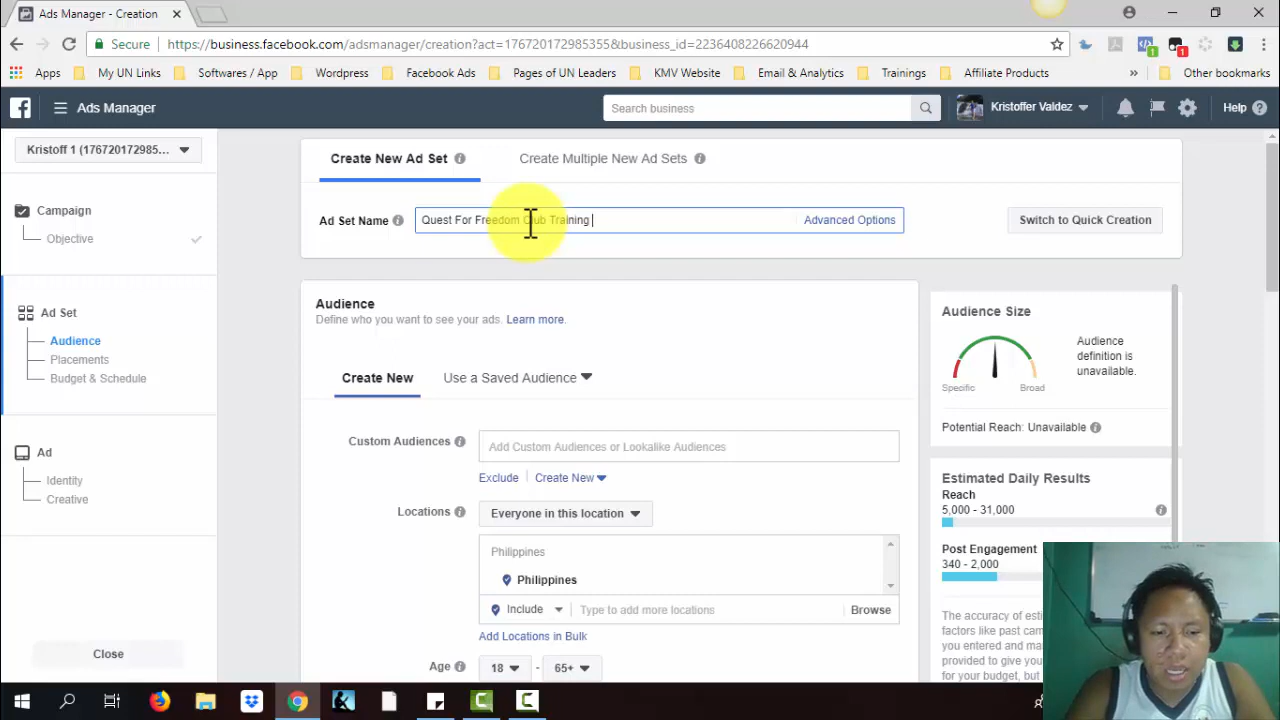 Ads Manager - Creation
Secure
https://business.facebook.com/adsmanager/creation?act=176720172985355&business_id=2236408226620944
1
1
Apps
My UN Links
Softwares / App
Wordpress
Facebook Ads
Pages of UN Leaders
KMV Website
Email & Analytics
Trainings
Affiliate Products
»
Other bookmarks
Ads Manager
Search business
Kristoffer Valdez
Help
Kristoff 1 (176720172985...
Create New Ad Set
Create Multiple New Ad Sets
Campaign
Objective
Ad Set Name
Quest For Freedom Club Training
Advanced Options
Switch to Quick Creation
Ad Set
Audience
Placements
Budget & Schedule
Ad
Identity
Creative
Close
Audience
Define who you want to see your ads. Learn more.
Create New
Use a Saved Audience
Custom Audiences
Add Custom Audiences or Lookalike Audiences
Exclude
Create New
Locations
Everyone in this location
Philippines
Philippines
Include
Type to add more locations
Browse
Add Locations in Bulk
Age
18
-
65+
Audience Size
Audience
definition is
unavailable.
Specific
Broad
Potential Reach: Unavailable
Estimated Daily Results
Reach
5,000 - 31,000
Post Engagement
340 - 2,000
The accuracy of esti
factors like past cam
you entered and ma
provided to give you
for your budget, but